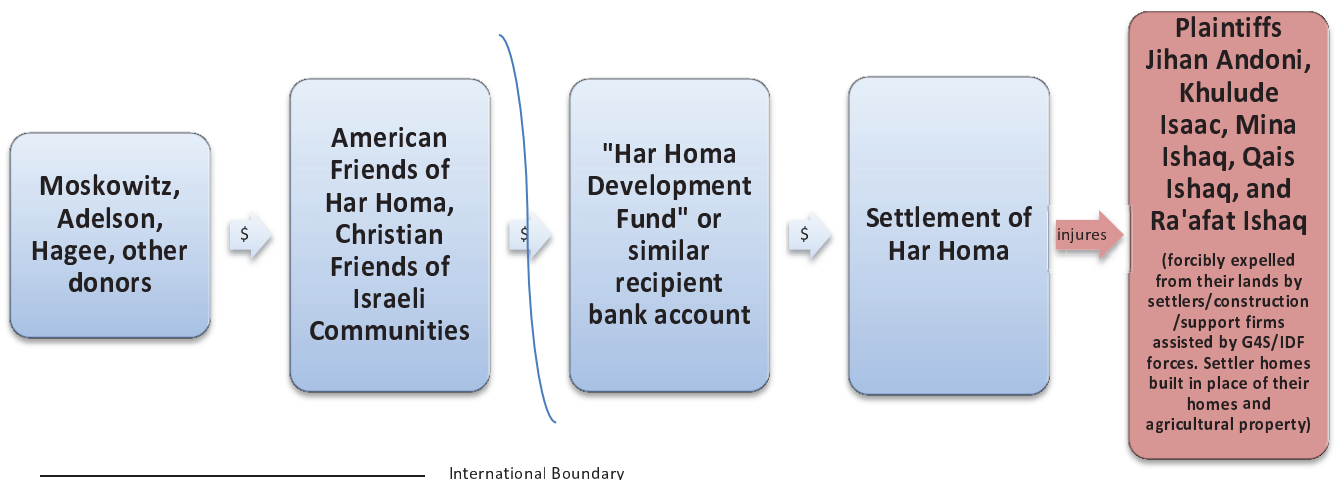 Moskowitz,
Adelson,
Hagee, other
donors
$
American
Friends of
Har Homa,
Christian
Friends of
Israeli
Communities
$
"Har Homa
Development
Fund" or
similar
recipient
bank account
$
Settlement of
Har Homa
injures
Plaintiffs
Jihan Andoni,
Khulude
Isaac, Mina
Ishaq, Qais
Ishaq, and
Ra'afat Ishaq
(forcibly expelled
from their lands by
settlers/construction
/support firms
assisted by G4S/IDF
forces. Settler homes
built in place of their
homes and
agricultural property)
International Boundary